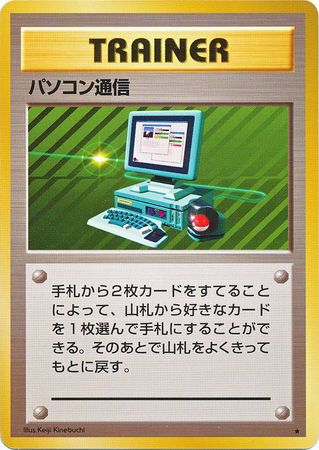 TRAINER
パソコン通信
手札から2枚カードをすてること
によって、山札から好きなカード
を1枚選んで手札にすることがで
きる。そのあとで山札をよくきって
もとに戻す。
Illus.Keiji Kinebuchi